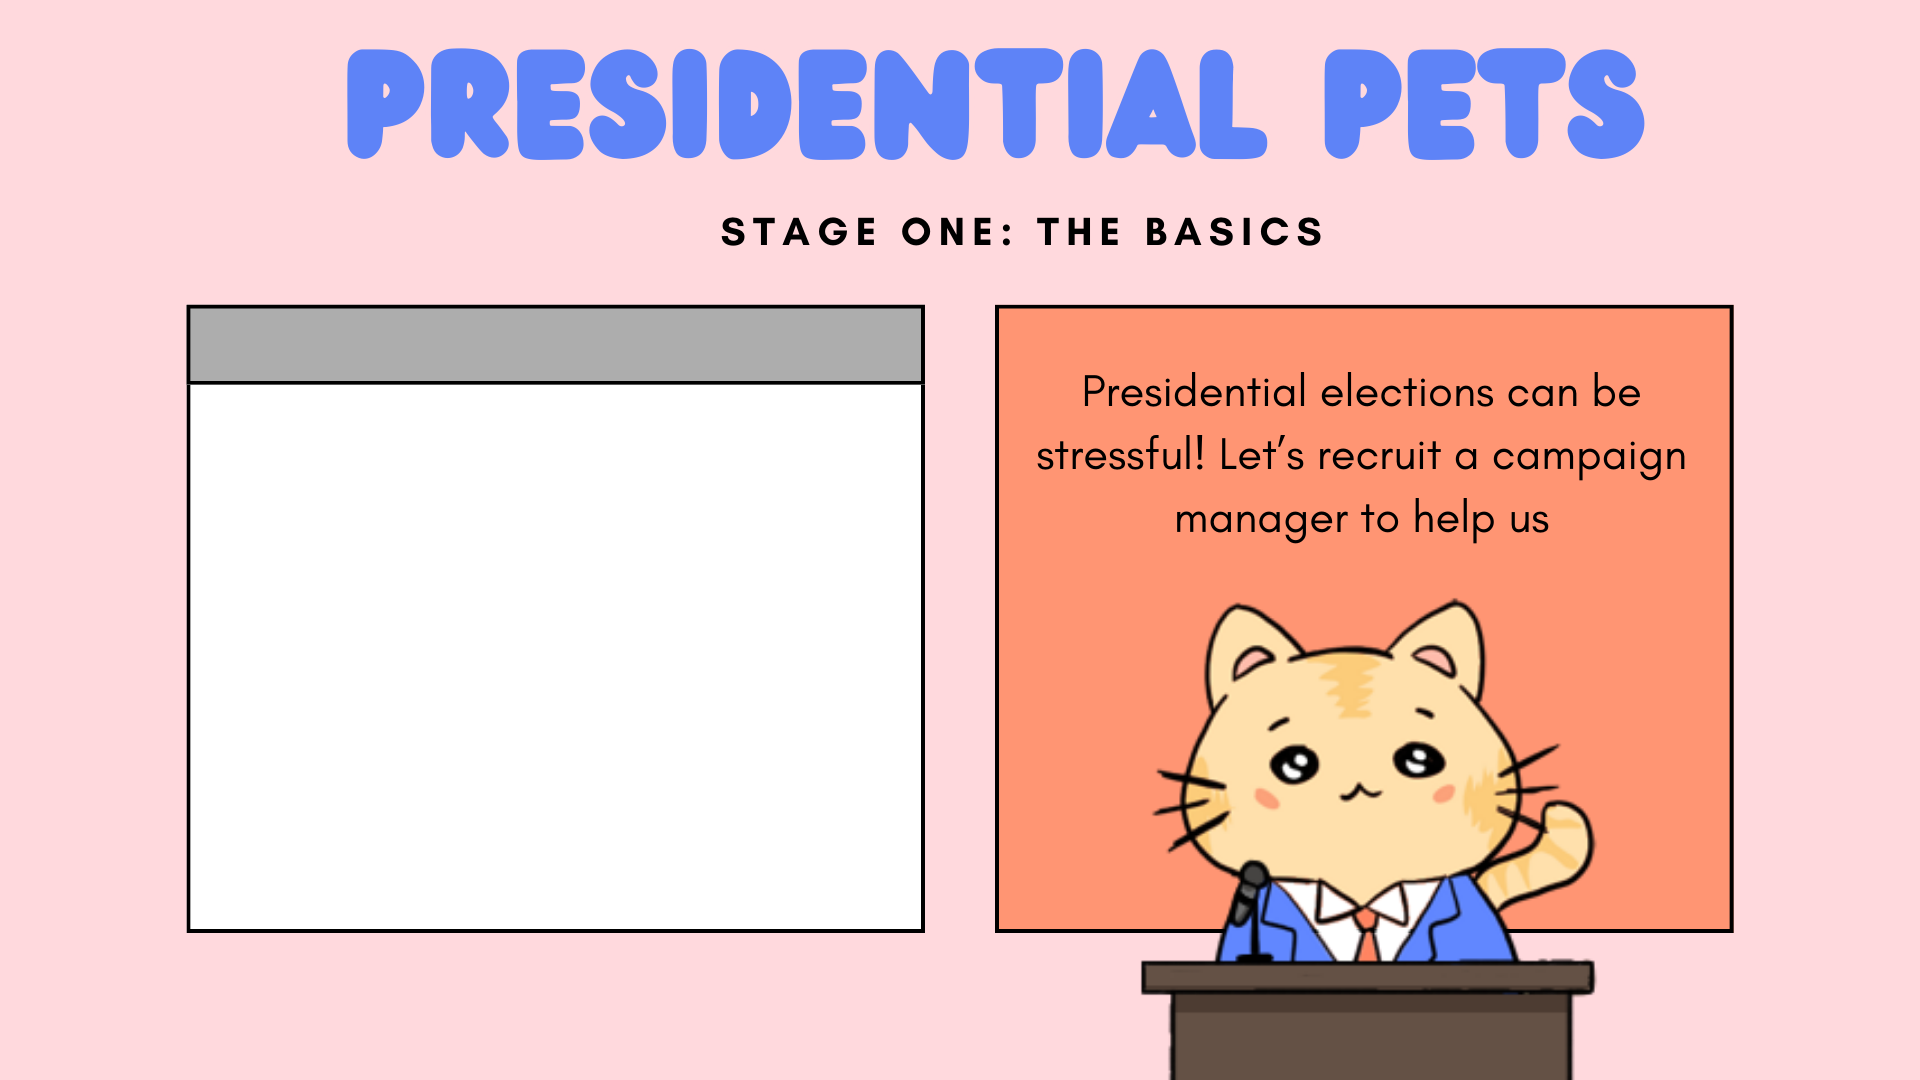 PRESIDENTIAL PETS
STAGE ONE: THE BASICS
Presidential elections can be
stressful! Let’s recruit a campaign
manager to help us